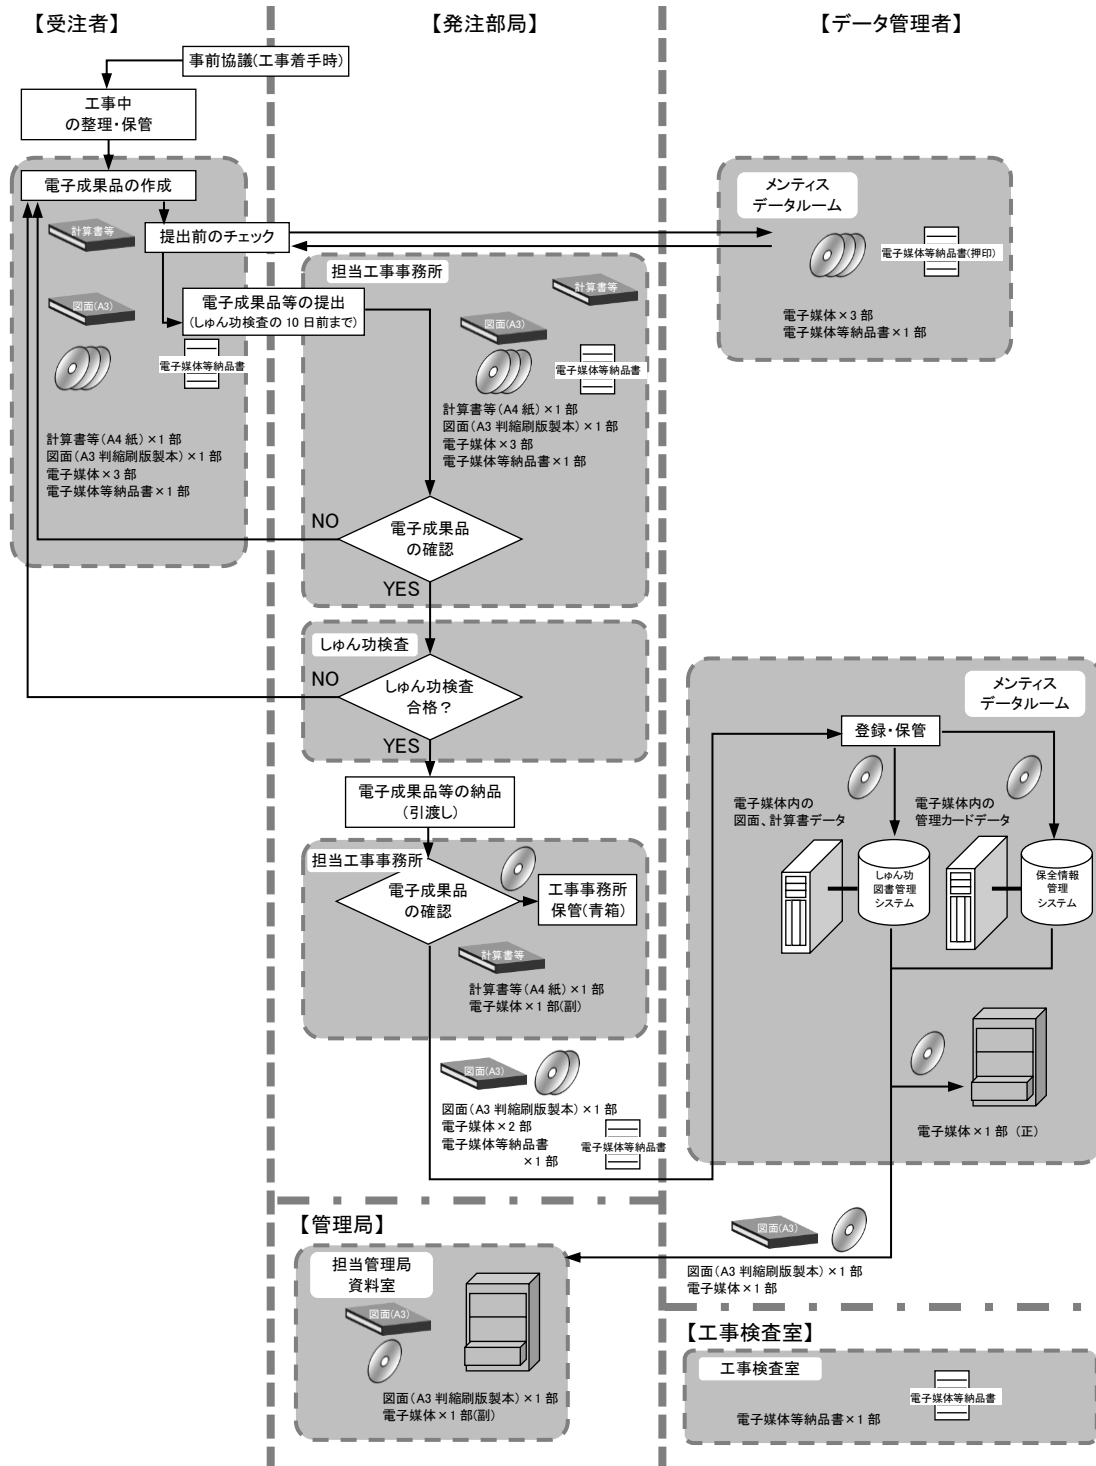 【受注者】
【発注部局】
【データ管理者】
事前協議(工事着手時)
工事中
の整理・保管
電子成果品の作成
計算書等
提出前のチェック
図面(A3)
電子成果品等の提出
(しゅん功検査の 10 日前まで)
電子媒体等納品書
計算書等(A4 紙)×1 部
図面(A3 判縮刷版製本)×1 部
電子媒体×3 部
電子媒体等納品書×1 部
担当工事事務所
計算書等
図面(A3)
電子媒体等納品書
計算書等(A4 紙)×1 部
図面(A3 判縮刷版製本)×1 部
電子媒体×3 部
電子媒体等納品書×1 部
メンティス
データルーム
電子媒体等納品書(押印)
電子媒体×3 部
電子媒体等納品書×1 部
NO
電子成果品
の確認
YES
しゅん功検査
NO
しゅん功検査
合格？
YES
電子成果品等の納品
(引渡し)
担当工事事務所
電子成果品
の確認
工事事務所
保管(青箱)
計算書等
計算書等(A4 紙)×1 部
電子媒体×1 部(副)
図面(A3)
図面(A3 判縮刷版製本)×1 部
電子媒体×2 部
電子媒体等納品書
×1 部
電子媒体等納品書
メンティス
データルーム
登録・保管
電子媒体内の
図面、計算書データ
電子媒体内の
管理カードデータ
しゅん功
図書管理
システム
保全情報
管理
システム
電子媒体×1 部 (正)
図面(A3)
図面(A3 判縮刷版製本)×1 部
電子媒体×1 部
【管理局】
担当管理局
資料室
図面(A3)
図面(A3 判縮刷版製本)×1 部
電子媒体×1 部(副)
【工事検査室】
工事検査室
電子媒体等納品書
電子媒体等納品書×1 部